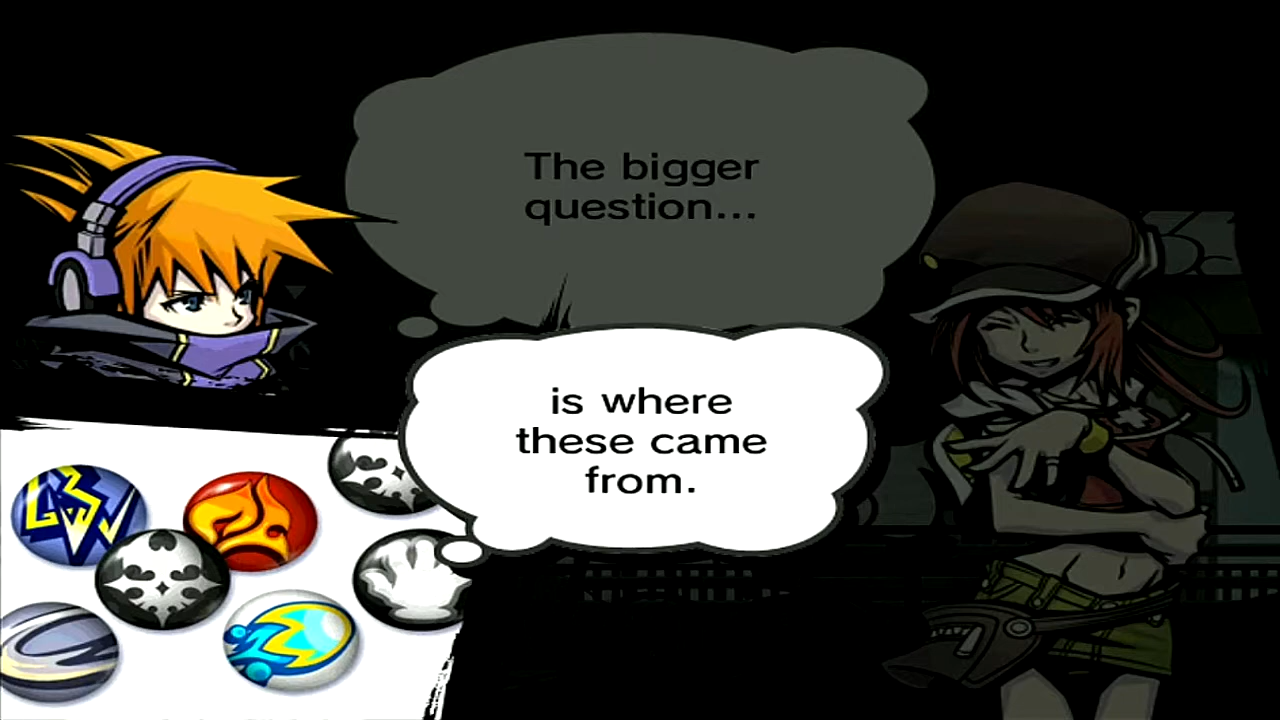 The bigger
question...
is where
these came
from.